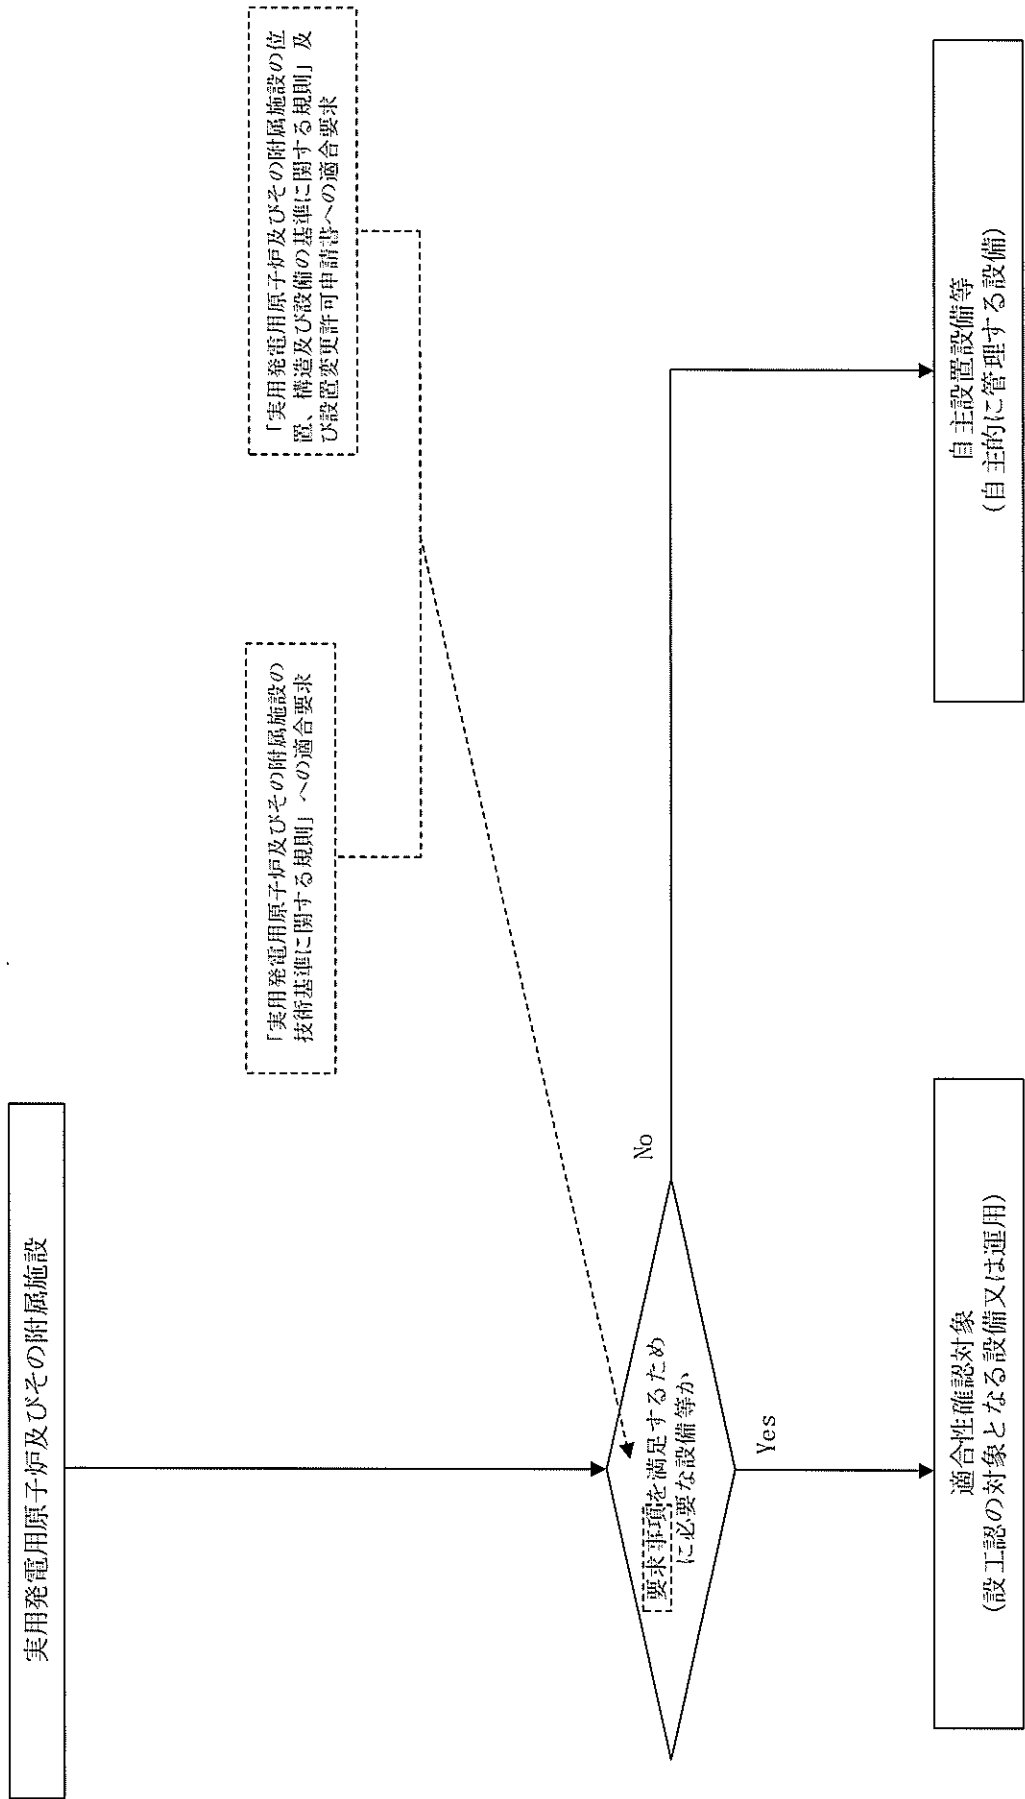 実用発電用原子炉及びその附属施設
「実用発電用原子炉及びその附属施設の
技術基準に関する規則」への適合要求
「実用発電用原子炉及びその附属施設の位
置、構造及び設備の基準に関する規則」及
び設置変更許可申請書への適合要求
要求事項を満足するため
に必要な設備等か
No
Yes
適合性確認対象
(設工認の対象となる設備又は運用)
自主設置設備等
(自主的に管理する設備)